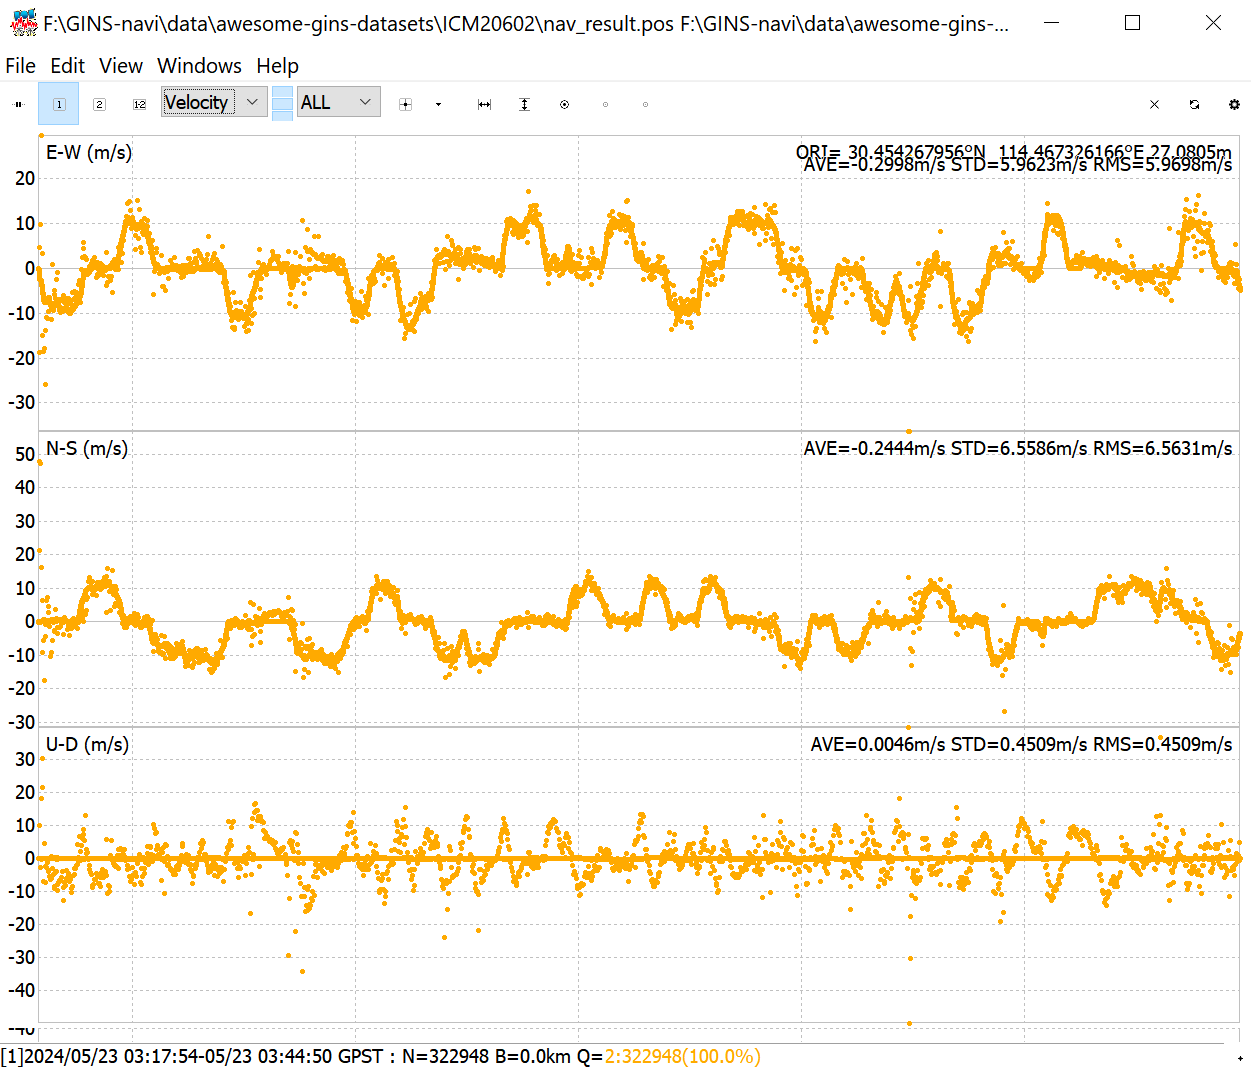 F:\GINS-navi\data\awesome-gins-datasets\ICM20602\nav_result.pos F:\GINS-navi\data\awesome-gins-...
File Edit View Windows Help
1 2 1-2 Velocity ALL
E-W (m/s)
ORI= 30.454267956°N 114.467326166°E 27.0805m
AVE=-0.2998m/s STD=5.9623m/s RMS=5.9698m/s
20
10
0
-10
-20
-30
N-S (m/s)
AVE=-0.2444m/s STD=6.5586m/s RMS=6.5631m/s
50
40
30
20
10
0
-10
-20
-30
U-D (m/s)
AVE=0.0046m/s STD=0.4509m/s RMS=0.4509m/s
30
20
10
0
-10
-20
-30
-40
[1]2024/05/23 03:17:54-05/23 03:44:50 GPST : N=322948 B=0.0km Q=2:322948(100.0%)